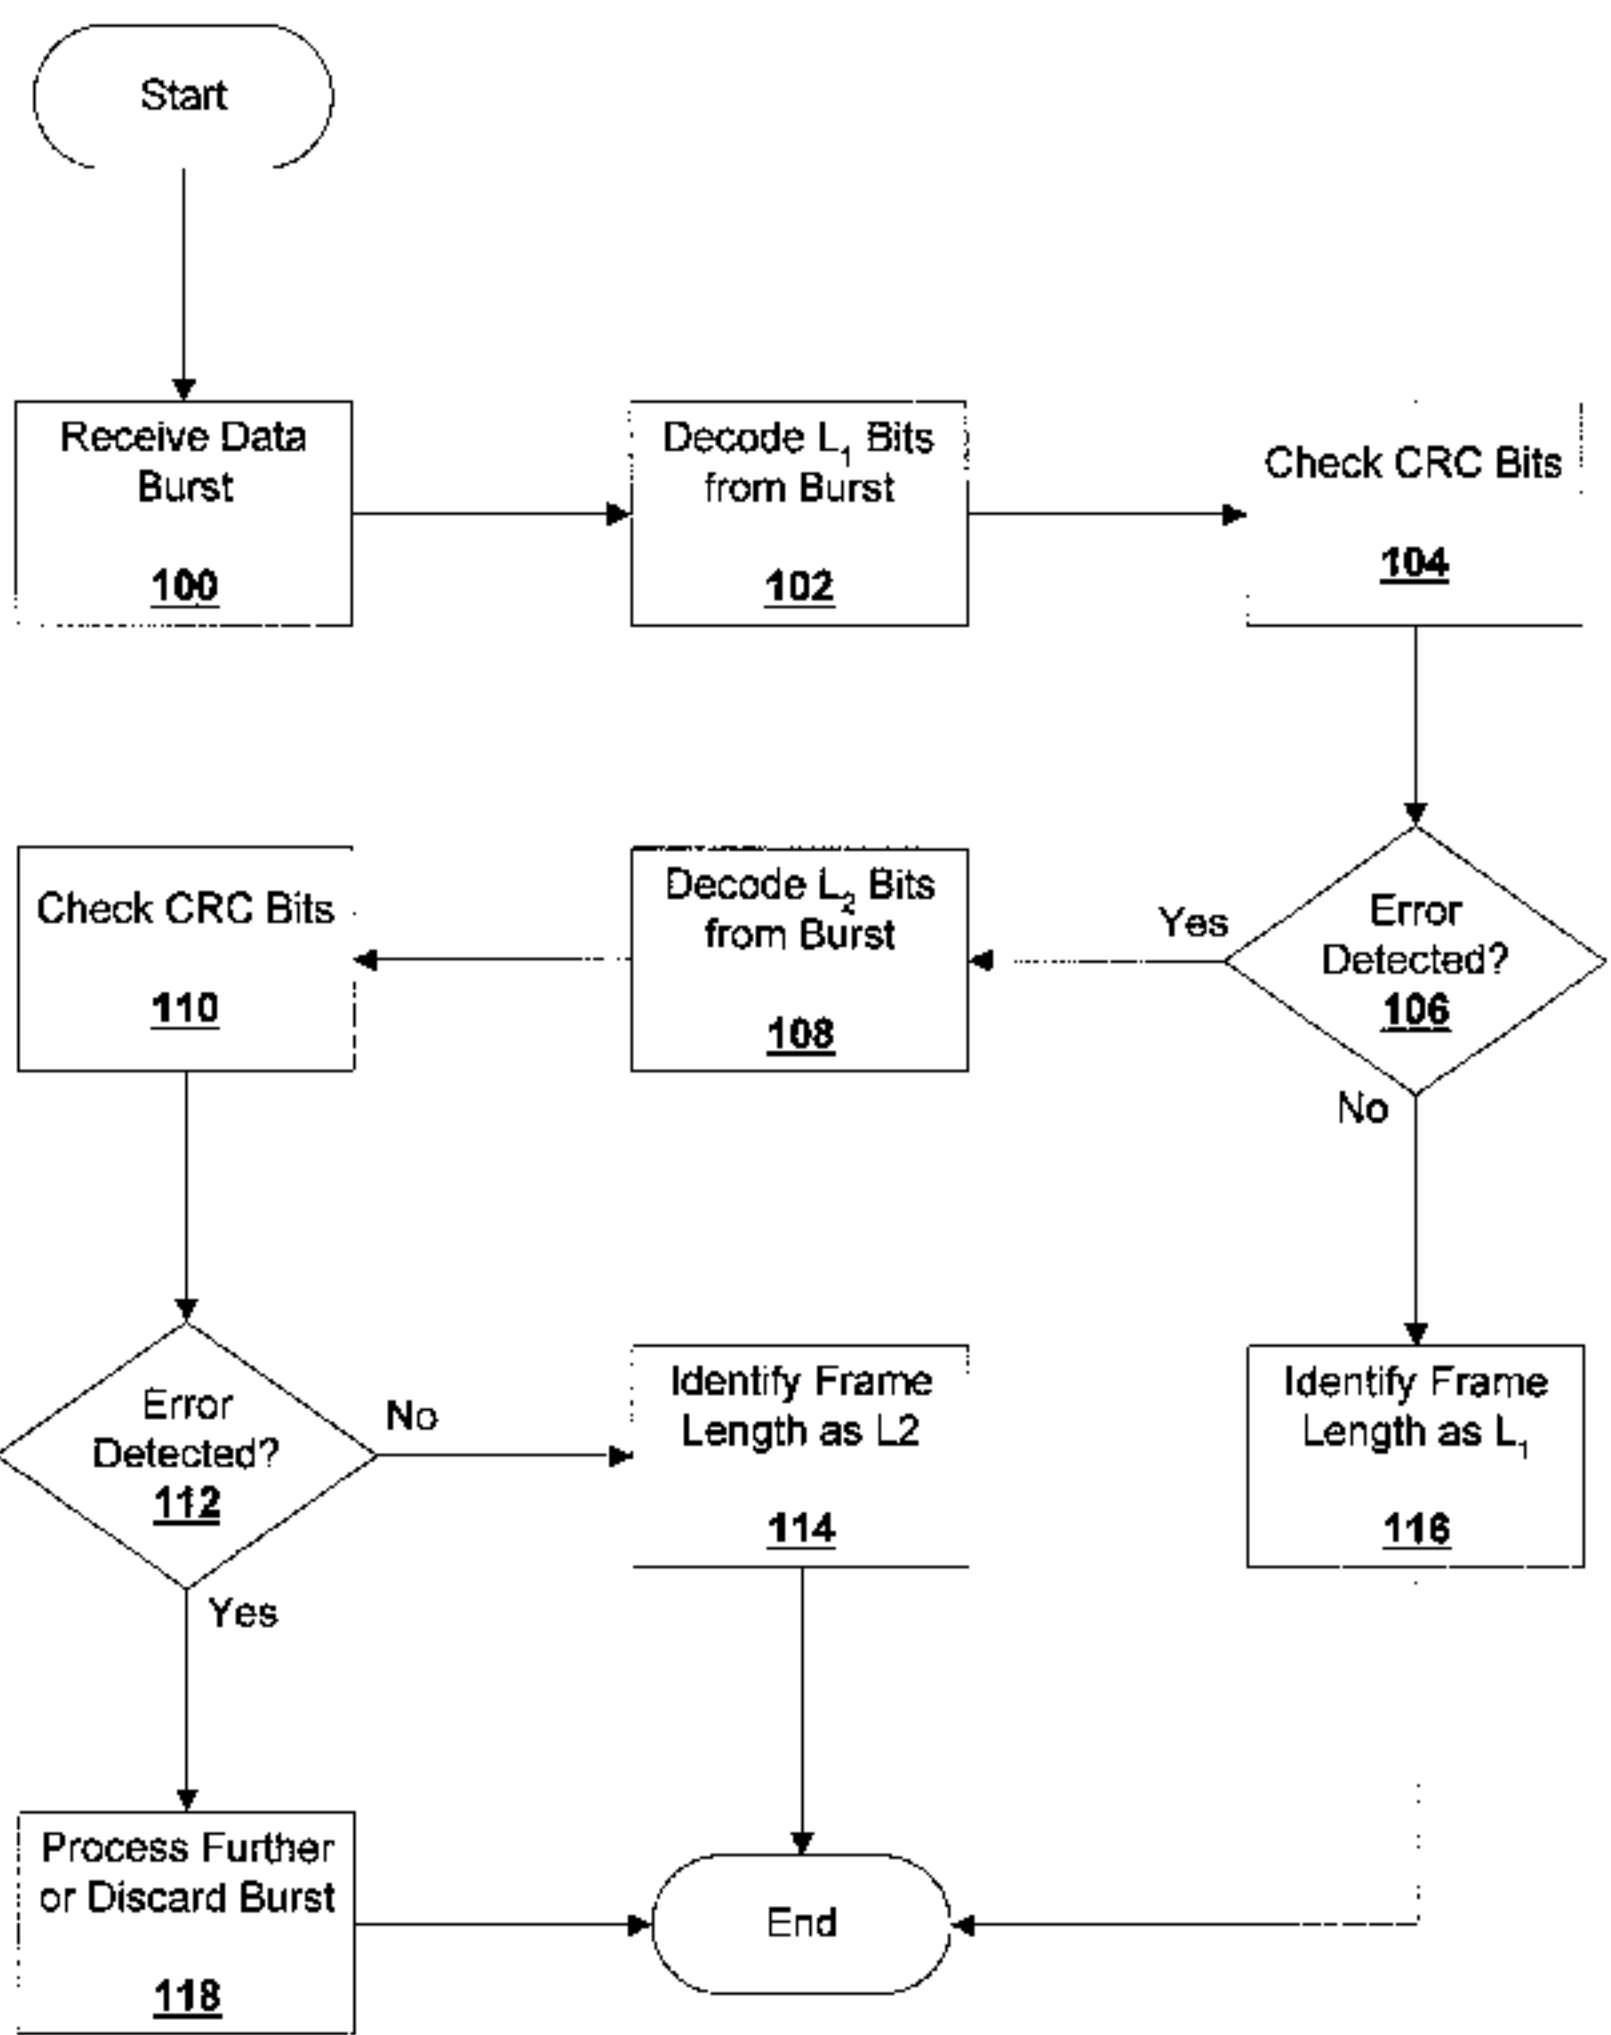 Start
Receive Data
Burst
100
Decode L₁ Bits
from Burst
102
Check CRC Bits
104
Check CRC Bits
110
Decode L₂ Bits
from Burst
108
Yes
Error
Detected?
106
No
Error
Detected?
112
No
Yes
Identify Frame
Length as L2
114
Identify Frame
Length as L₁
116
Process Further
or Discard Burst
118
End